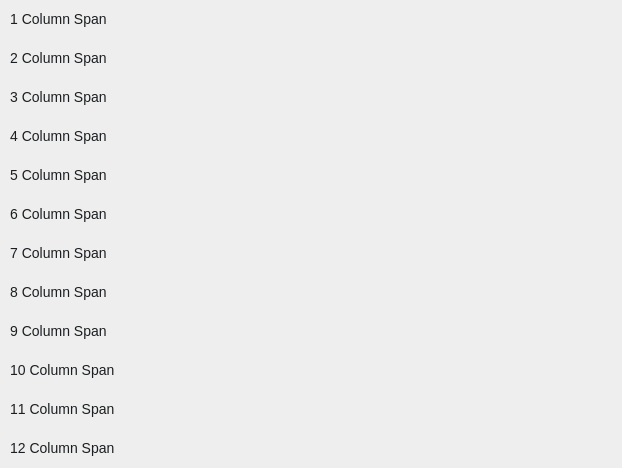 1 Column Span
2 Column Span
3 Column Span
4 Column Span
5 Column Span
6 Column Span
7 Column Span
8 Column Span
9 Column Span
10 Column Span
11 Column Span
12 Column Span